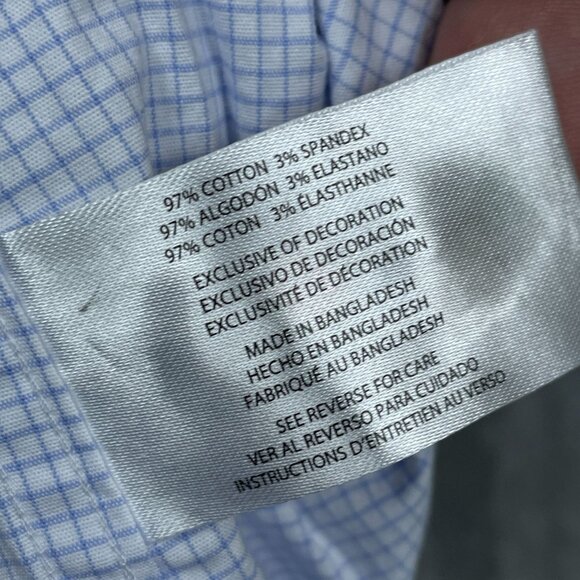 97% COTTON 3% SPANDEX
97% ALGODÓN 3% ELASTANO
97% COTON 3% ÉLASTHANNE
EXCLUSIVE OF DECORATION
EXCLUSIVO DE DECORACIÓN
EXCLUSIVITÉ DE DÉCORATION
MADE IN BANGLADESH
HECHO EN BANGLADESH
FABRIQUÉ AU BANGLADESH
SEE REVERSE FOR CARE
VER AL REVERSO PARA CUIDADO
INSTRUCTIONS D'ENTRETIEN AU VERSO